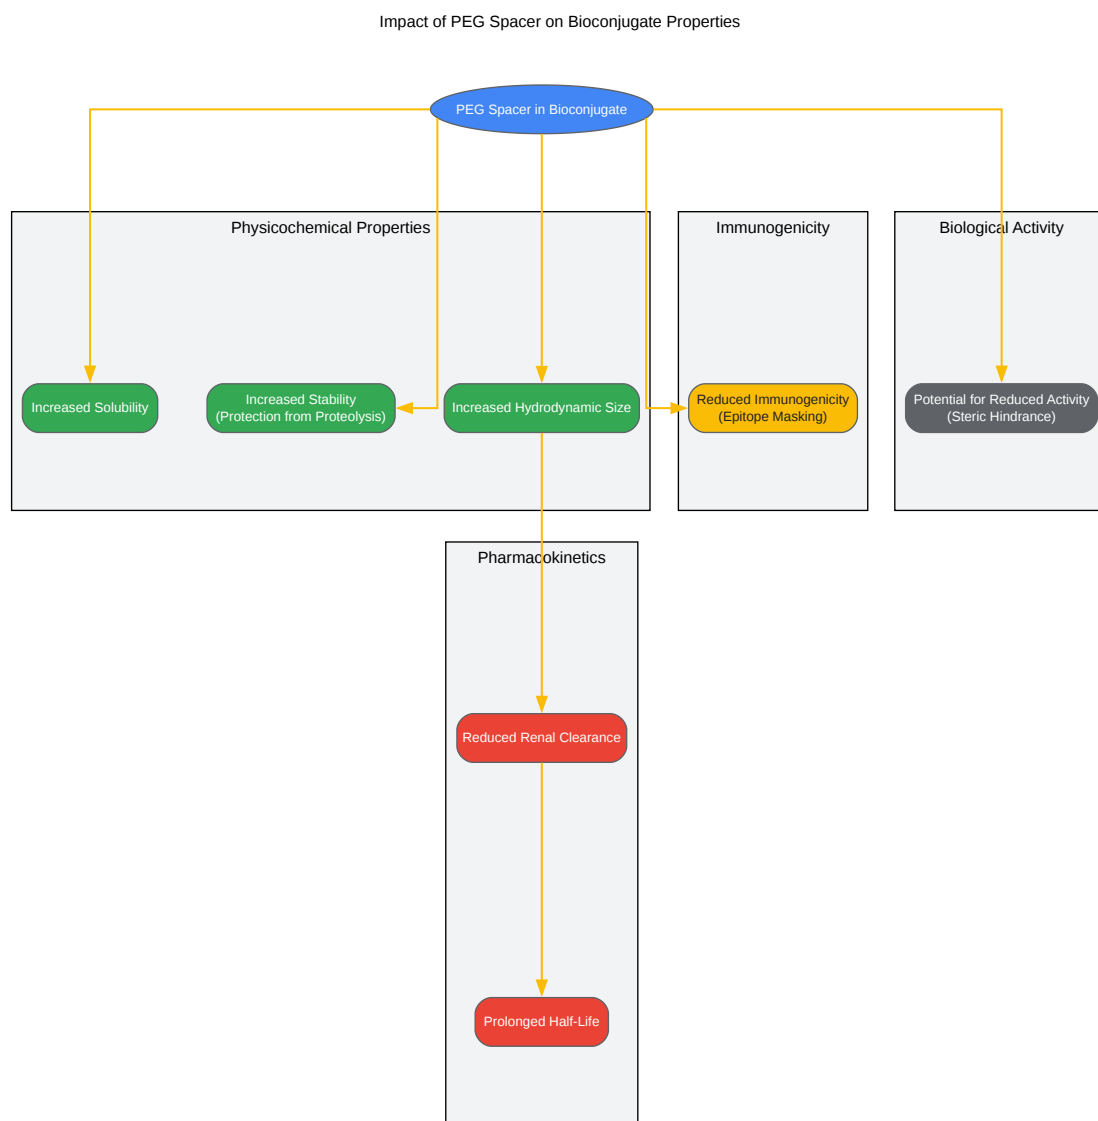 Impact of PEG Spacer on Bioconjugate Properties
PEG Spacer in Bioconjugate
Physicochemical Properties
Immunogenicity
Biological Activity
Increased Solubility
Increased Stability
(Protection from Proteolysis)
Increased Hydrodynamic Size
Reduced Immunogenicity
(Epitope Masking)
Potential for Reduced Activity
(Steric Hindrance)
Pharmacokinetics
Reduced Renal Clearance
Prolonged Half-Life